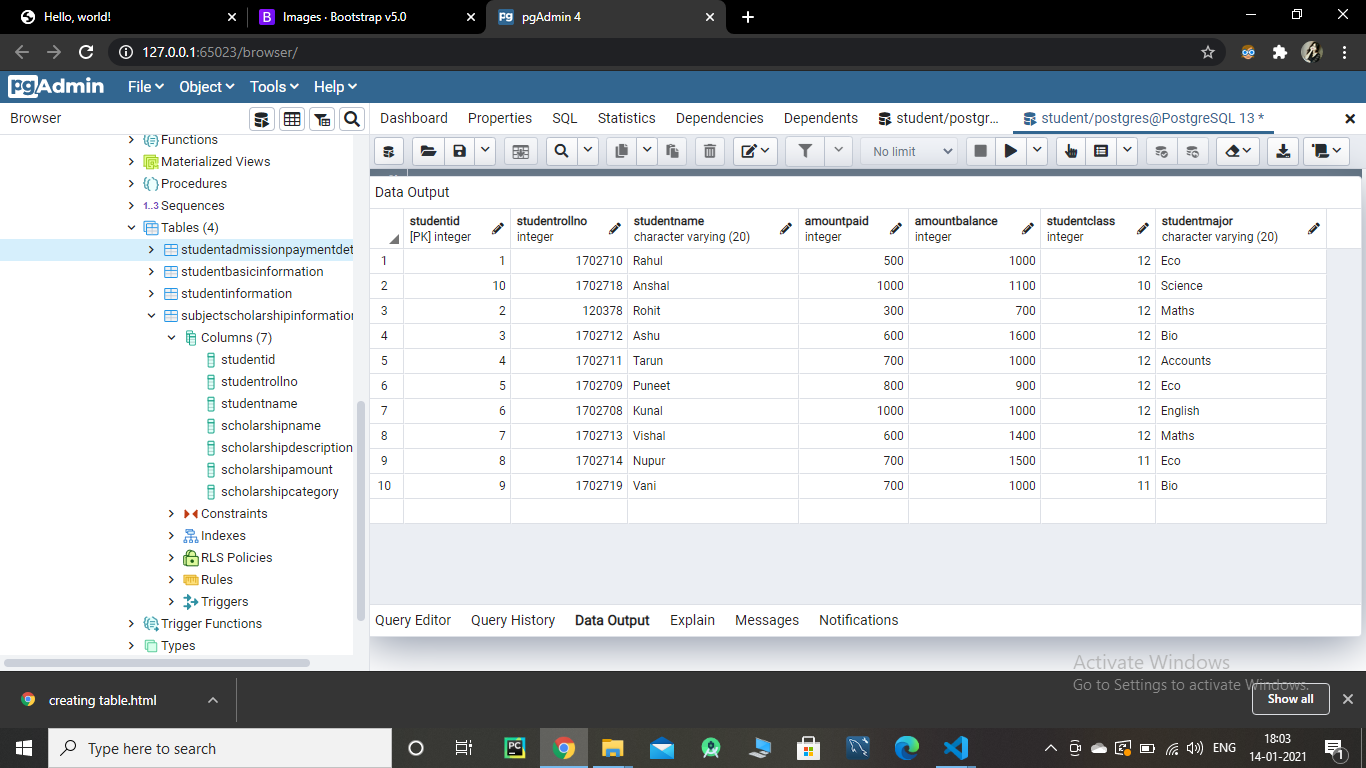 Hello, world!
B Images · Bootstrap v5.0
Pg pgAdmin 4
127.0.0.1:65023/browser/
pgAdmin File Object Tools Help
Browser
Dashboard Properties SQL Statistics Dependencies Dependents student/postgr... student/postgres@PostgreSQL 13 *
No limit
Functions
Materialized Views
Procedures
1..3 Sequences
Tables (4)
studentadmissionpaymentdet
studentbasicinformation
studentinformation
subjectscholarshipinformation
Columns (7)
studentid
studentrollno
studentname
scholarshipname
scholarshipdescription
scholarshipamount
scholarshipcategory
Constraints
Indexes
RLS Policies
Rules
Triggers
Trigger Functions
Types
Data Output
studentid studentrollno studentname amountpaid amountbalance studentclass studentmajor
[PK] integer integer character varying (20) integer integer integer character varying (20)
1 1 1702710 Rahul 500 1000 12 Eco
2 10 1702718 Anshal 1000 1100 10 Science
3 2 120378 Rohit 300 700 12 Maths
4 3 1702712 Ashu 600 1600 12 Bio
5 4 1702711 Tarun 700 1000 12 Accounts
6 5 1702709 Puneet 800 900 12 Eco
7 6 1702708 Kunal 1000 1000 12 English
8 7 1702713 Vishal 600 1400 12 Maths
9 8 1702714 Nupur 700 1500 11 Eco
10 9 1702719 Vani 700 1000 11 Bio
Query Editor Query History Data Output Explain Messages Notifications
Activate Windows
Go to Settings to activate Windows.
creating table.html
Show all
Type here to search
PC
ENG
18:03
14-01-2021
1